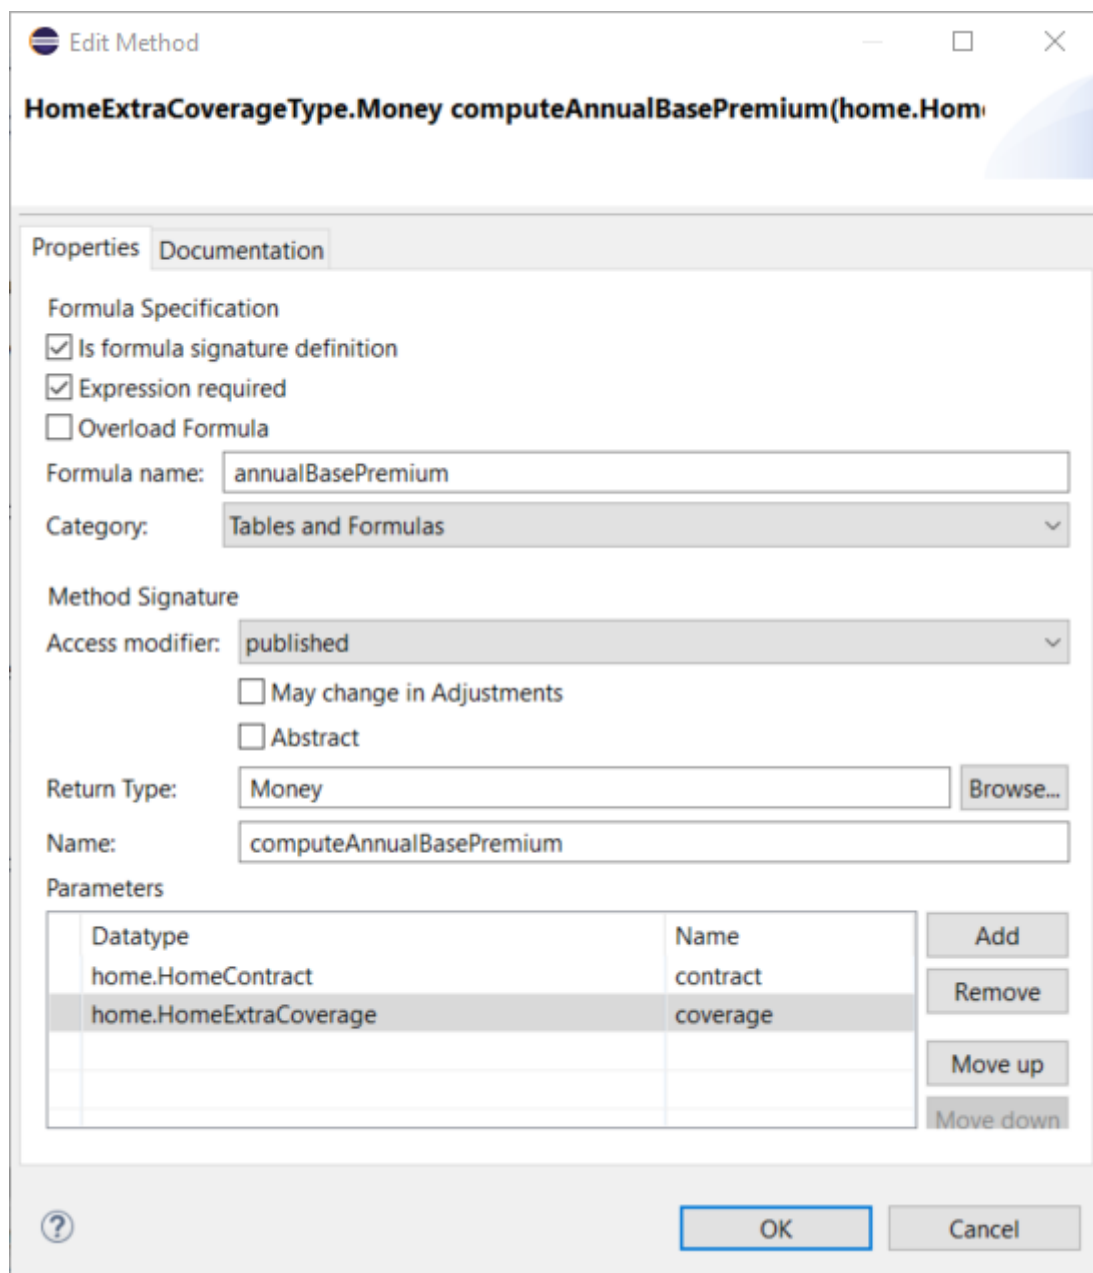 Edit Method
HomeExtraCoverageType.Money computeAnnualBasePremium(home.Hom
Properties Documentation
Formula Specification
Is formula signature definition
Expression required
Overload Formula
Formula name: annualBasePremium
Category: Tables and Formulas
Method Signature
Access modifier: published
May change in Adjustments
Abstract
Return Type: Money Browse...
Name: computeAnnualBasePremium
Parameters
Datatype Name Add
home.HomeContract contract
Remove
home.HomeExtraCoverage coverage
Move up
Move down
? OK Cancel